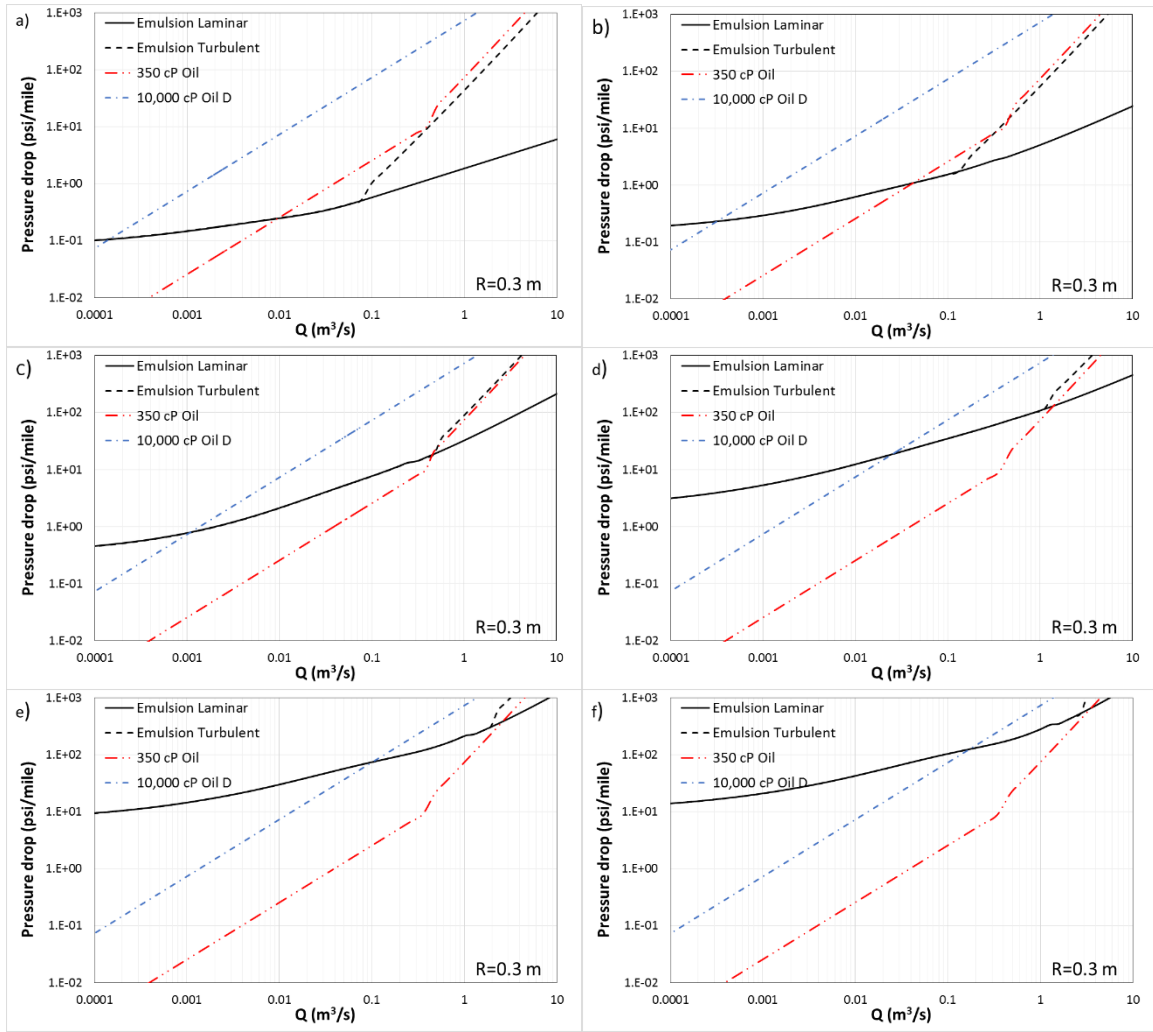 a)
Emulsion Laminar
Emulsion Turbulent
350 cP Oil
10,000 cP Oil D
1.E+03
1.E+02
1.E+01
1.E+00
1.E-01
1.E-02
Pressure drop (psi/mile)
R=0.3 m
0.0001 0.001 0.01 0.1 1 10
Q (m³/s)
b)
Emulsion Laminar
Emulsion Turbulent
350 cP Oil
10,000 cP Oil D
1.E+03
1.E+02
1.E+01
1.E+00
1.E-01
1.E-02
Pressure drop (psi/mile)
R=0.3 m
0.0001 0.001 0.01 0.1 1 10
Q (m³/s)
c)
Emulsion Laminar
Emulsion Turbulent
350 cP Oil
10,000 cP Oil D
1.E+03
1.E+02
1.E+01
1.E+00
1.E-01
1.E-02
Pressure drop (psi/mile)
R=0.3 m
0.0001 0.001 0.01 0.1 1 10
Q (m³/s)
d)
Emulsion Laminar
Emulsion Turbulent
350 cP Oil
10,000 cP Oil D
1.E+03
1.E+02
1.E+01
1.E+00
1.E-01
1.E-02
Pressure drop (psi/mile)
R=0.3 m
0.0001 0.001 0.01 0.1 1 10
Q (m³/s)
e)
Emulsion Laminar
Emulsion Turbulent
350 cP Oil
10,000 cP Oil D
1.E+03
1.E+02
1.E+01
1.E+00
1.E-01
1.E-02
Pressure drop (psi/mile)
R=0.3 m
0.0001 0.001 0.01 0.1 1 10
Q (m³/s)
f)
Emulsion Laminar
Emulsion Turbulent
350 cP Oil
10,000 cP Oil D
1.E+03
1.E+02
1.E+01
1.E+00
1.E-01
1.E-02
Pressure drop (psi/mile)
R=0.3 m
0.0001 0.001 0.01 0.1 1 10
Q (m³/s)